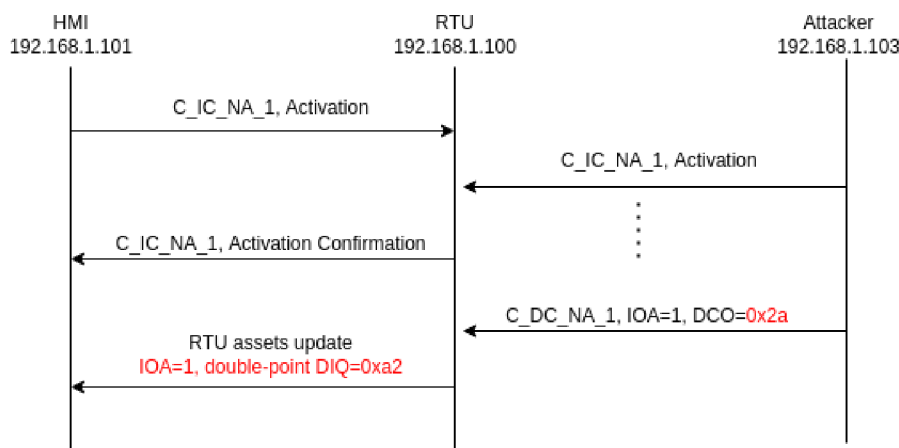 HMI
192.168.1.101
RTU
192.168.1.100
Attacker
192.168.1.103
C_IC_NA_1, Activation
C_IC_NA_1, Activation
C_IC_NA_1, Activation Confirmation
C_DC_NA_1, IOA=1, DCO=0x2a
RTU assets update
IOA=1, double-point DIQ=0xa2